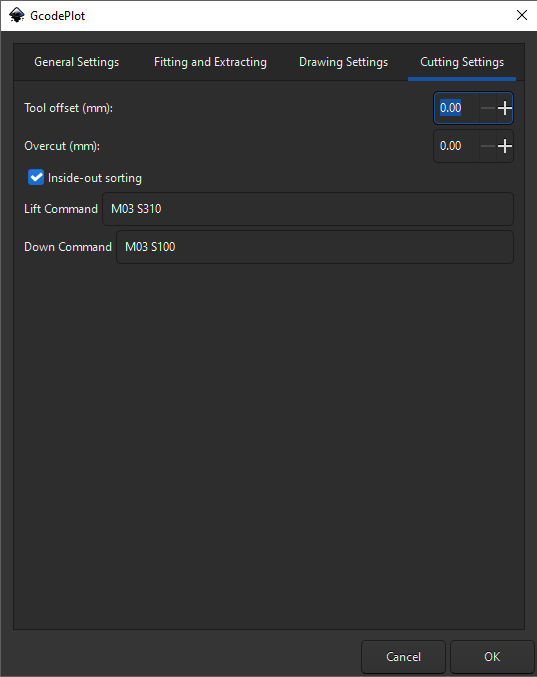 GcodePlot
General Settings Fitting and Extracting Drawing Settings Cutting Settings
Tool offset (mm): 0.00
Overcut (mm): 0.00
Inside-out sorting
Lift Command M03 S310
Down Command M03 S100
Cancel OK